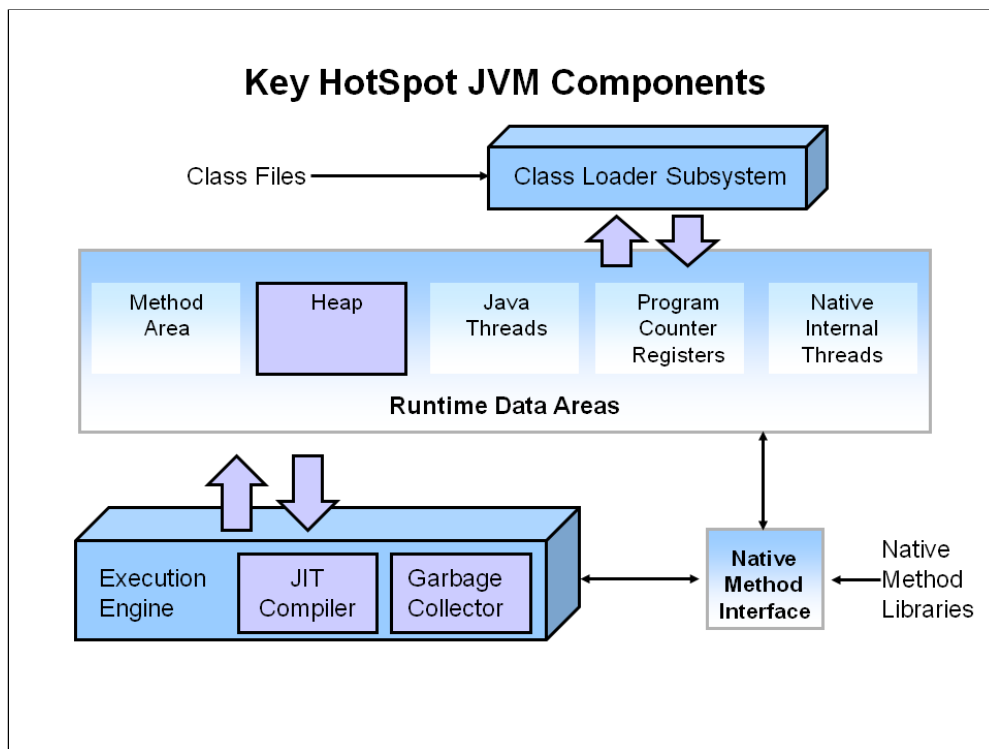 Key HotSpot JVM Components
Class Files
Class Loader Subsystem
Method
Area
Heap
Java
Threads
Program
Counter
Registers
Native
Internal
Threads
Runtime Data Areas
Execution
Engine
JIT
Compiler
Garbage
Collector
Native
Method
Interface
Native
Method
Libraries